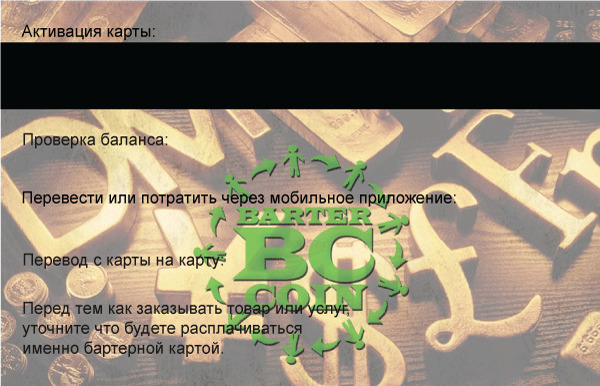 Активация карты:
Проверка баланса:
Перевести или потратить через мобильное приложение:
BARTER
BC
COIN
Перевод с карты на карту:
Перед тем как заказывать товар или услуг,
уточните что будете расплачиваться
именно бартерной картой.